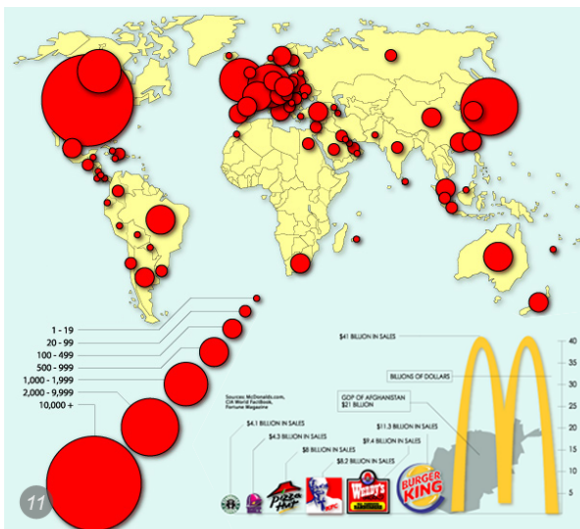 1 - 19
20 - 99
100 - 499
500 - 999
1,000 - 1,999
2,000 - 9,999
10,000 +
Sources: McDonalds.com,
CIA World Factbook,
Fortune Magazine
$41 BILLION IN SALES
BILLIONS OF DOLLARS
GDP OF AFGHANISTAN
$21 BILLION
$11.3 BILLION IN SALES
$9.4 BILLION IN SALES
$8.2 BILLION IN SALES
$8 BILLION IN SALES
$4.3 BILLION IN SALES
$4.1 BILLION IN SALES
40
35
30
25
20
15
10
5
Pizza
Hut
KFC
Wendy's
BURGER
KING
11